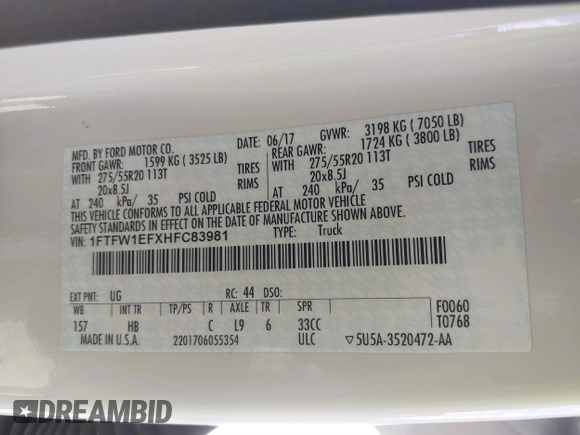 MFD. BY FORD MOTOR CO.
DATE: 06/17 GVWR: 3198 KG ( 7050 LB)
FRONT GAWR: 1599 KG ( 3525 LB) REAR GAWR: 1724 KG ( 3800 LB)
WITH 275/55R20 113T TIRES WITH 275/55R20 113T TIRES
20x8.5J RIMS 20x8.5J RIMS
AT 240 kPa/ 35 PSI COLD AT 240 kPa/ 35 PSI COLD
THIS VEHICLE CONFORMS TO ALL APPLICABLE FEDERAL MOTOR VEHICLE
SAFETY STANDARDS IN EFFECT ON THE DATE OF MANUFACTURE SHOWN ABOVE.
VIN: 1FTFW1EFXHFC83981 TYPE: Truck
EXT PNT: UG RC: 44 DSO:
WB INT TR TP/PS R AXLE TR SPR F0060
157 HB C L9 6 33CC T0768
MADE IN U.S.A. 2201706055354 ULC ▽5U5A-3520472-AA
DREAMBID